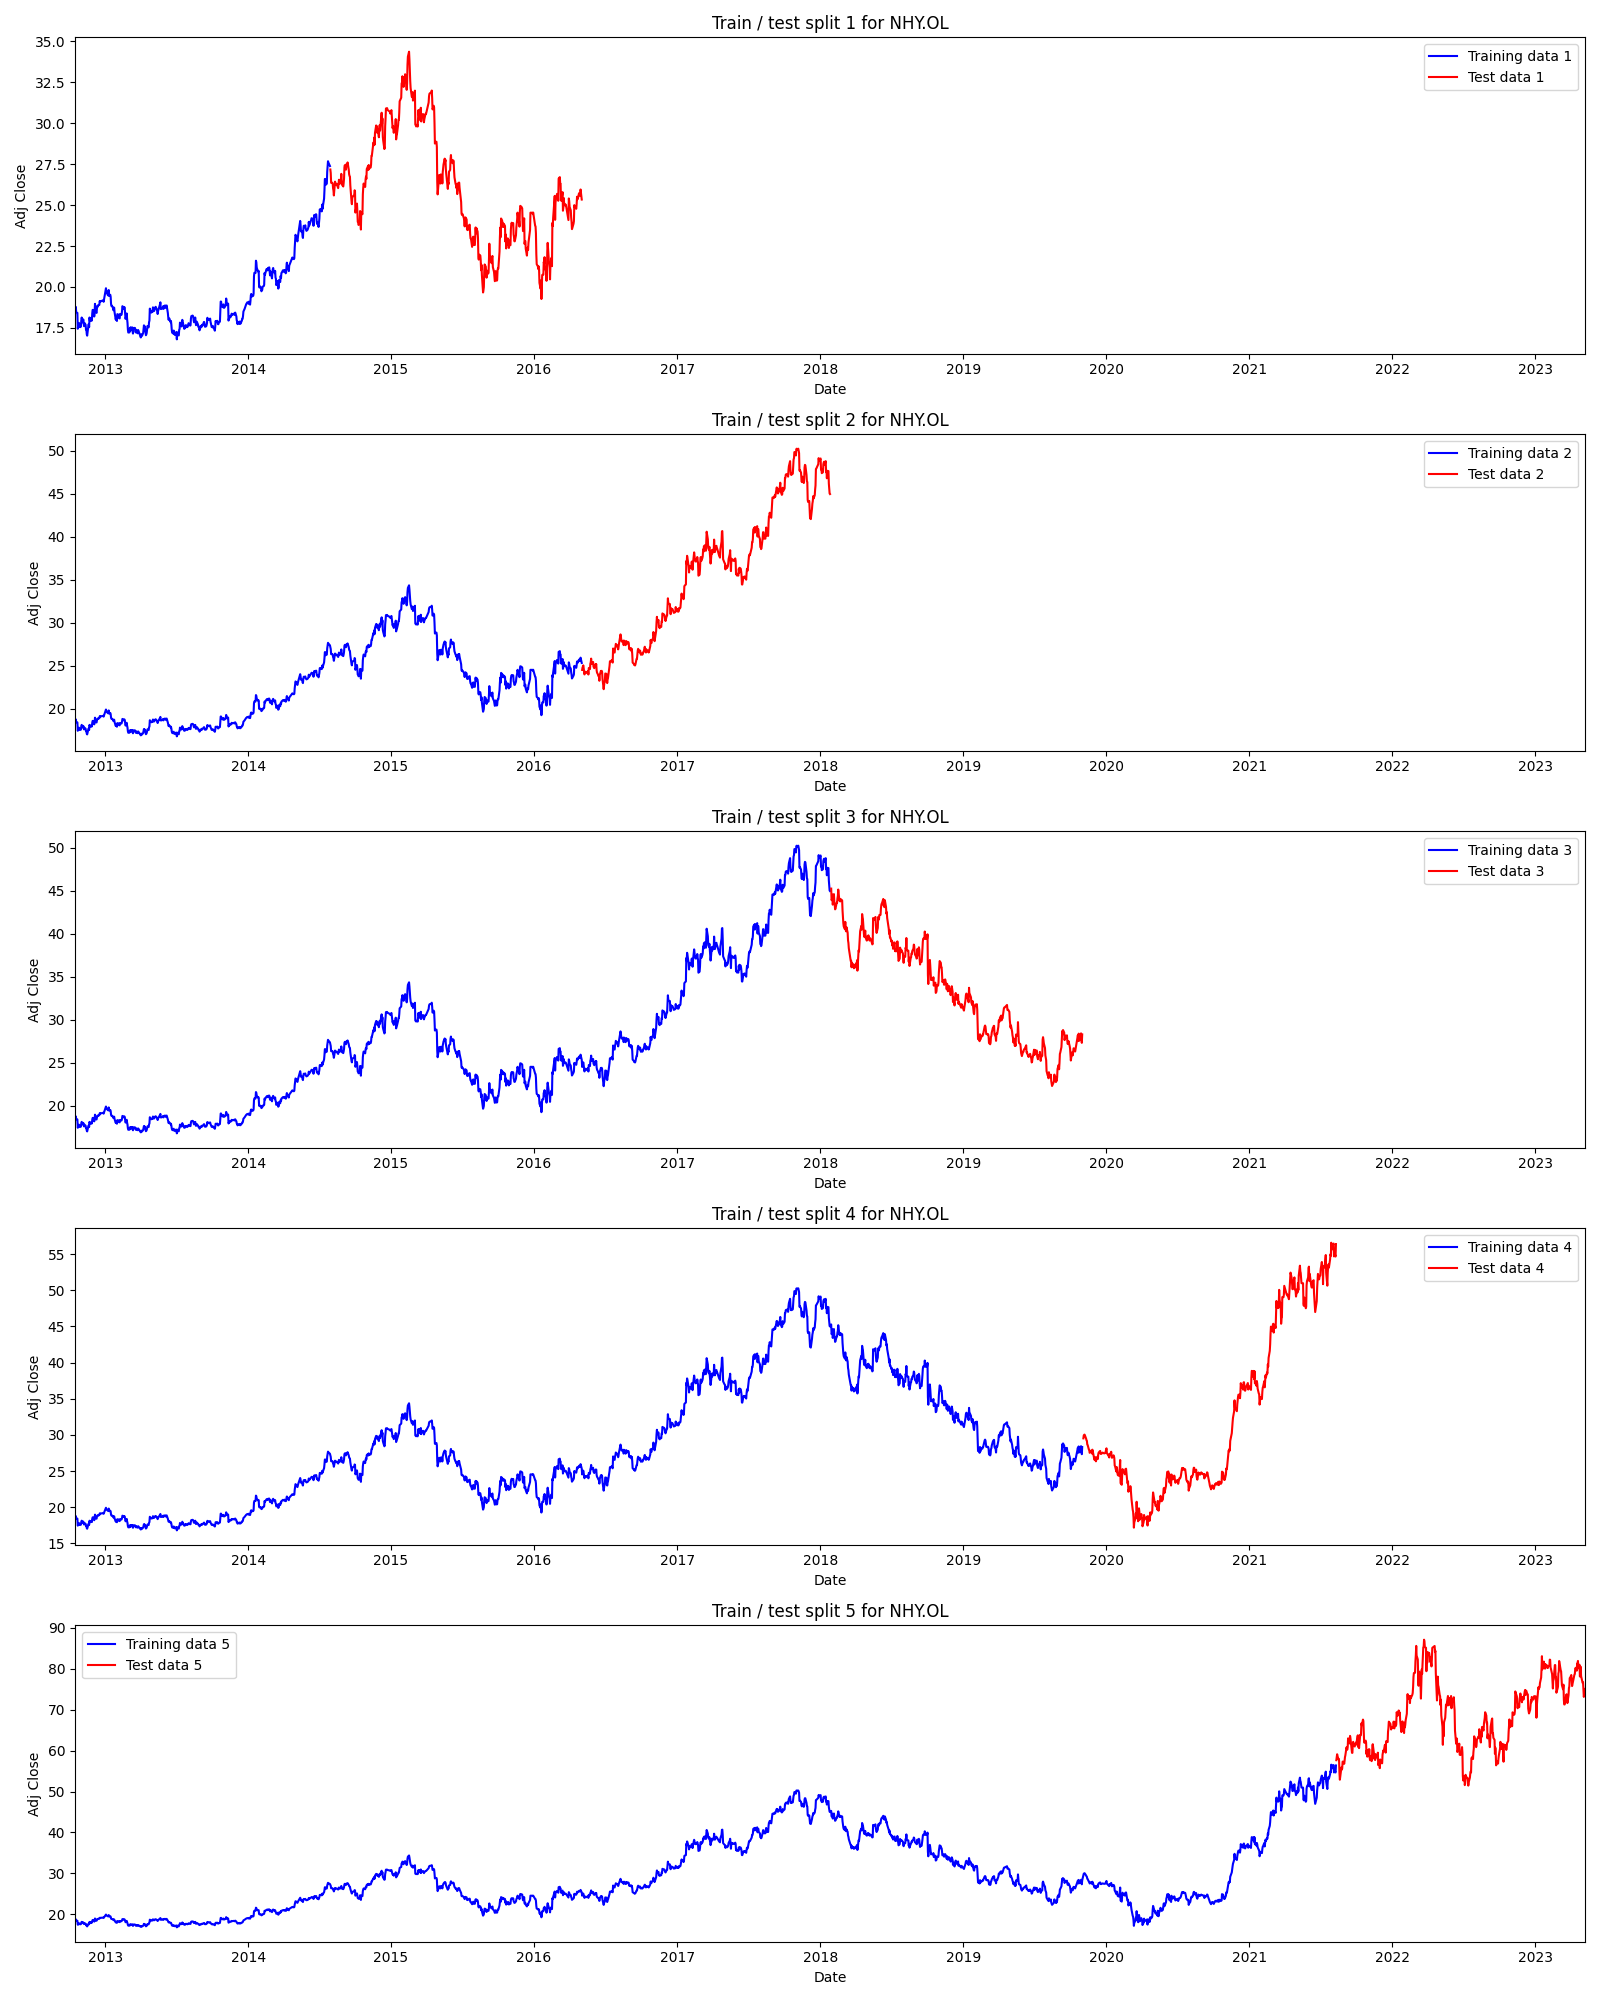 Train / test split 1 for NHY.OL
Training data 1
Test data 1
35.0
32.5
30.0
27.5
25.0
22.5
20.0
17.5
Adj Close
2013 2014 2015 2016 2017 2018 2019 2020 2021 2022 2023
Date
Train / test split 2 for NHY.OL
Training data 2
Test data 2
50
45
40
35
30
25
20
Adj Close
2013 2014 2015 2016 2017 2018 2019 2020 2021 2022 2023
Date
Train / test split 3 for NHY.OL
Training data 3
Test data 3
50
45
40
35
30
25
20
Adj Close
2013 2014 2015 2016 2017 2018 2019 2020 2021 2022 2023
Date
Train / test split 4 for NHY.OL
Training data 4
Test data 4
55
50
45
40
35
30
25
20
15
Adj Close
2013 2014 2015 2016 2017 2018 2019 2020 2021 2022 2023
Date
Train / test split 5 for NHY.OL
Training data 5
Test data 5
90
80
70
60
50
40
30
20
Adj Close
2013 2014 2015 2016 2017 2018 2019 2020 2021 2022 2023
Date